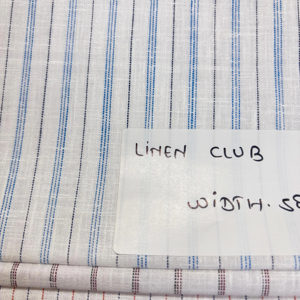 LINEN CLUB
WIDTH. 58